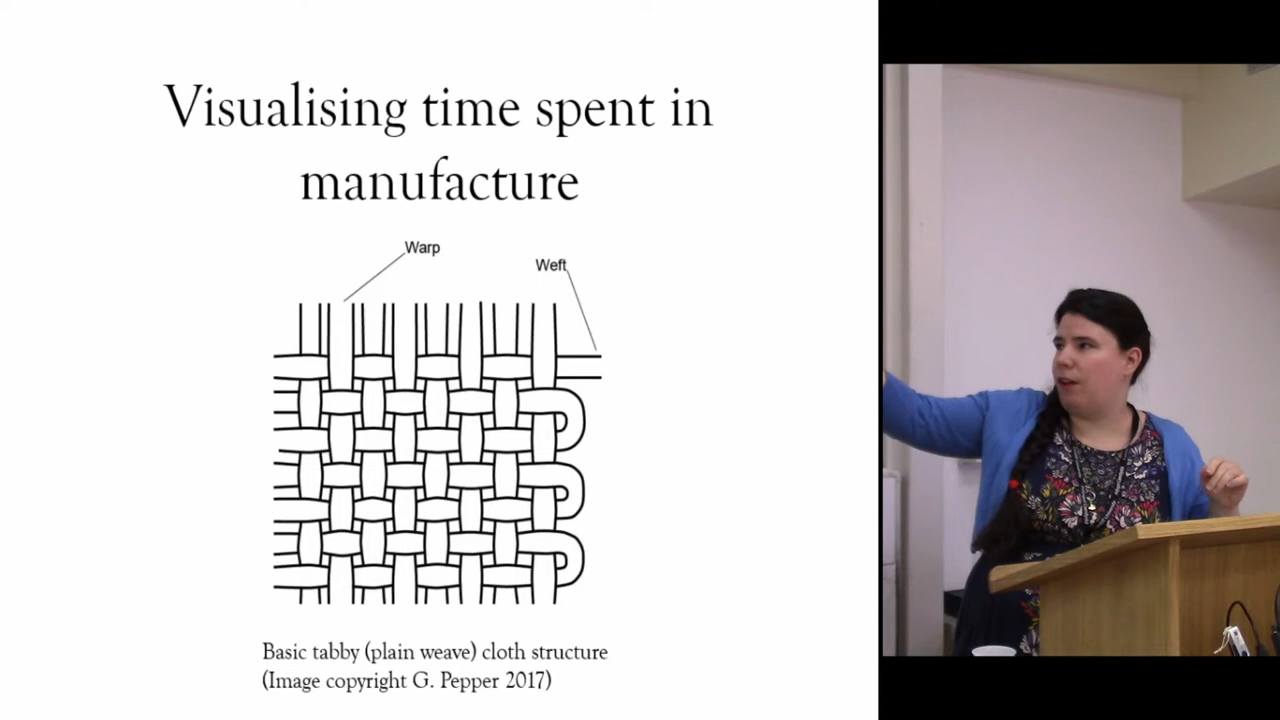 Visualising time spent in
manufacture
Warp
Weft
Basic tabby (plain weave) cloth structure
(Image copyright G. Pepper 2017)